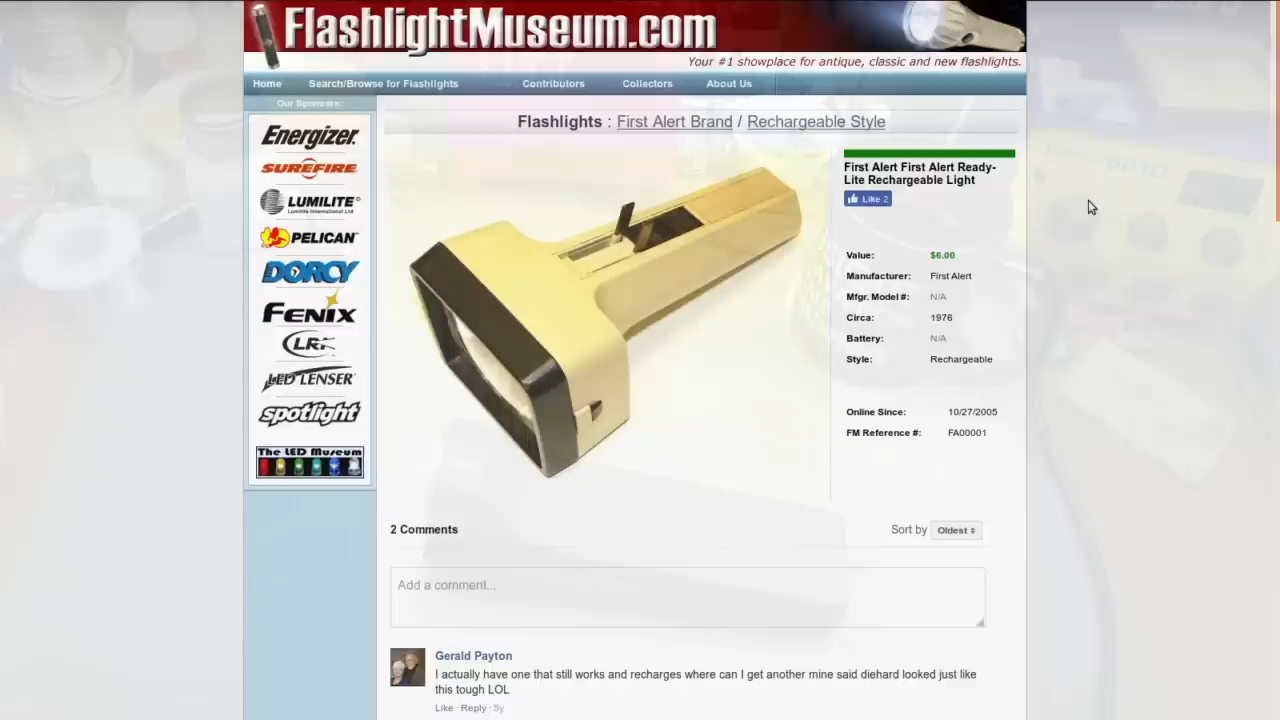 FlashlightMuseum.com
Your #1 showplace for antique, classic and new flashlights.
Home Search/Browse for Flashlights Contributors Collectors About Us
Our Sponsors:
Energizer.
SUREFIRE
LUMILITE
Lumilite International Ltd
PELICAN
DORCY
FENIX
LRI
LED LENSER
spotlight
The LED Museum
Flashlights : First Alert Brand / Rechargeable Style
First Alert First Alert Ready-
Lite Rechargeable Light
Like 2
Value: $6.00
Manufacturer: First Alert
Mfgr. Model #: N/A
Circa: 1976
Battery: N/A
Style: Rechargeable
Online Since: 10/27/2005
FM Reference #: FA00001
2 Comments
Sort by Oldest
Add a comment...
Gerald Payton
I actually have one that still works and recharges where can I get another mine said diehard looked just like
this tough LOL
Like · Reply · 5y